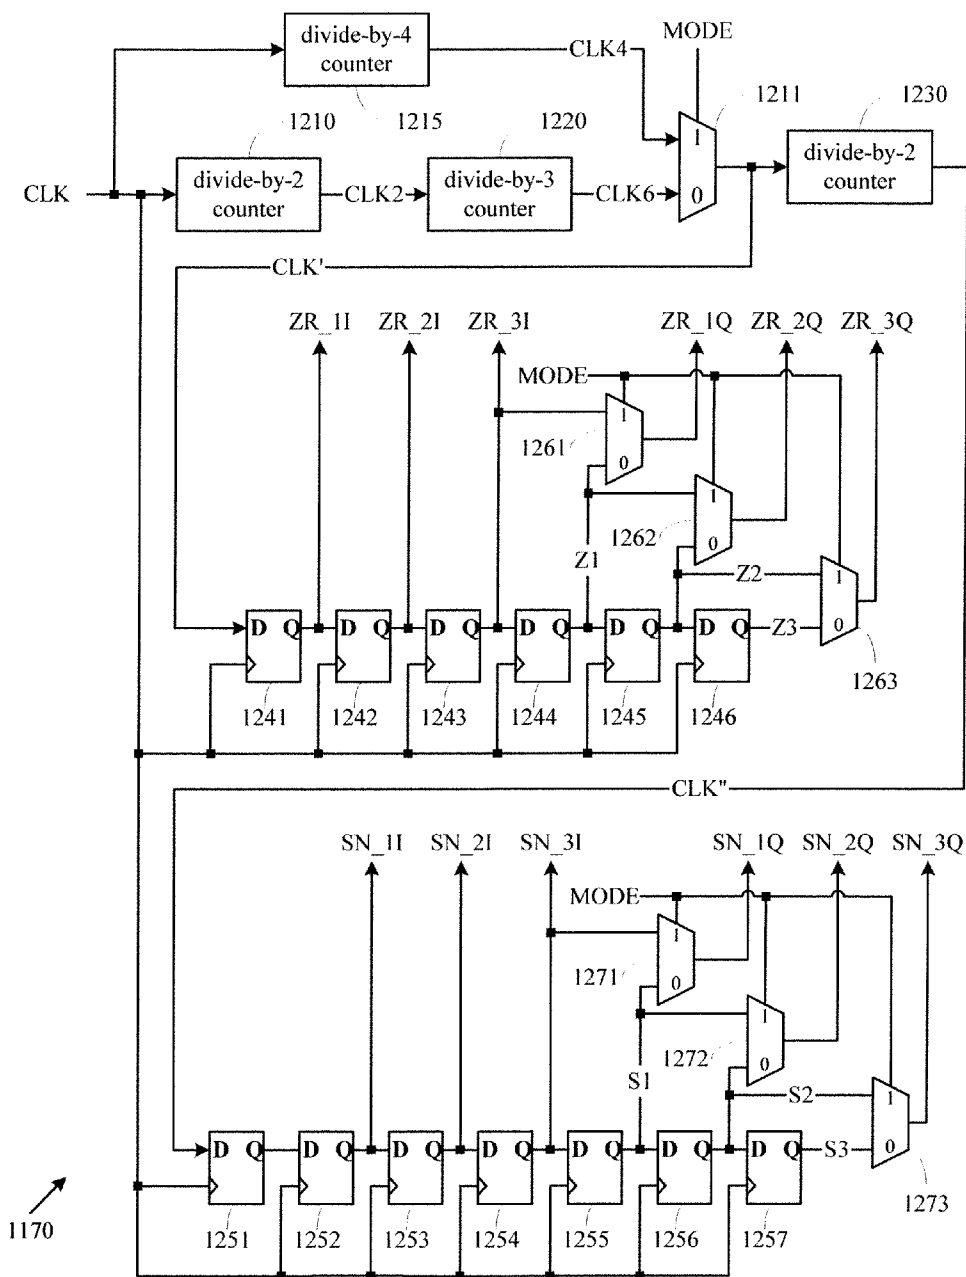 divide-by-4
counter
CLK4
MODE
1210
1215
1220
1211
1230
1
0
CLK
divide-by-2
counter
CLK2
divide-by-3
counter
CLK6
divide-by-2
counter
CLK'
ZR_1I
ZR_2I
ZR_3I
ZR_1Q
ZR_2Q
ZR_3Q
MODE
1
0
1261
1
0
1262
Z1
Z2
1
0
Z3
D Q
D Q
D Q
D Q
D Q
D Q
1263
1241
1242
1243
1244
1245
1246
CLK"
SN_1I
SN_2I
SN_3I
SN_1Q
SN_2Q
SN_3Q
MODE
1
0
1271
1
0
1272
S1
S2
1
0
S3
D Q
D Q
D Q
D Q
D Q
D Q
D Q
1273
1170
1251
1252
1253
1254
1255
1256
1257